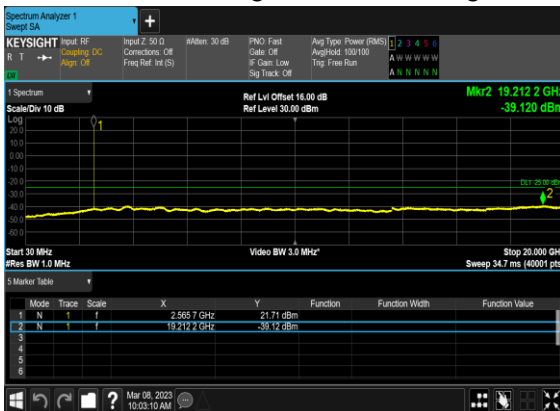 Spectrum Analyzer 1
Swept SA
KEYSIGHT Input: RF Input Z: 50 Ω #Atten: 30 dB PNO: Fast Avg Type: Power (RMS) 1 2 3 4 5 6
R T Coupling: DC Corrections: Off Gate: Off Avg|Hold: 100/100 A W W W W W
Align: Off Freq Ref: Int (S) IF Gain: Low Trig: Free Run
Sig Track: Off A N N N N N
1 Spectrum Ref Lvl Offset 16.00 dB Mkr2 19.212 2 GHz
Scale/Div 10 dB Ref Level 30.00 dBm -39.120 dBm
Log
20.0
10.0
0.00
-10.0
-20.0
-30.0
-40.0
-50.0
-60.0
1
DL1 -25.00 dBm
2
Start 30 MHz Video BW 3.0 MHz* Stop 20.000 GH
#Res BW 1.0 MHz Sweep 34.7 ms (40001 pts
5 Marker Table
Mode Trace Scale X Y Function Function Width Function Value
1 N 1 f 2.565 7 GHz 21.71 dBm
2 N 1 f 19.212 2 GHz -39.12 dBm
3
4
5
6
? Mar 08, 2023
10:03:10 AM